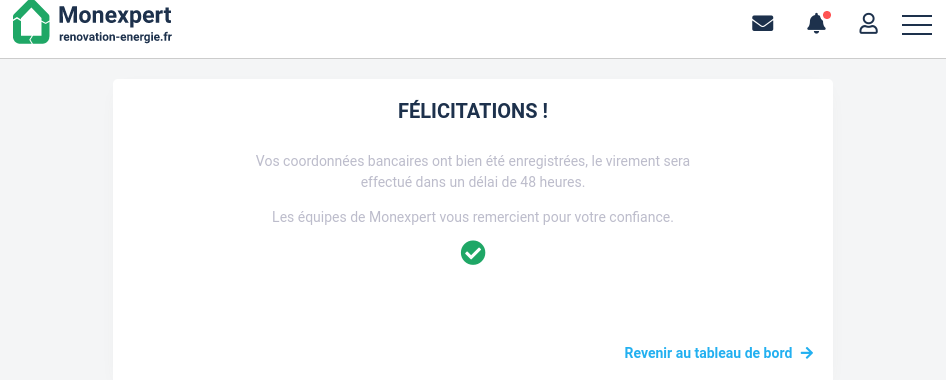 Monexpert
renovation-energie.fr
FÉLICITATIONS !
Vos coordonnées bancaires ont bien été enregistrées, le virement sera
effectué dans un délai de 48 heures.
Les équipes de Monexpert vous remercient pour votre confiance.
Revenir au tableau de bord